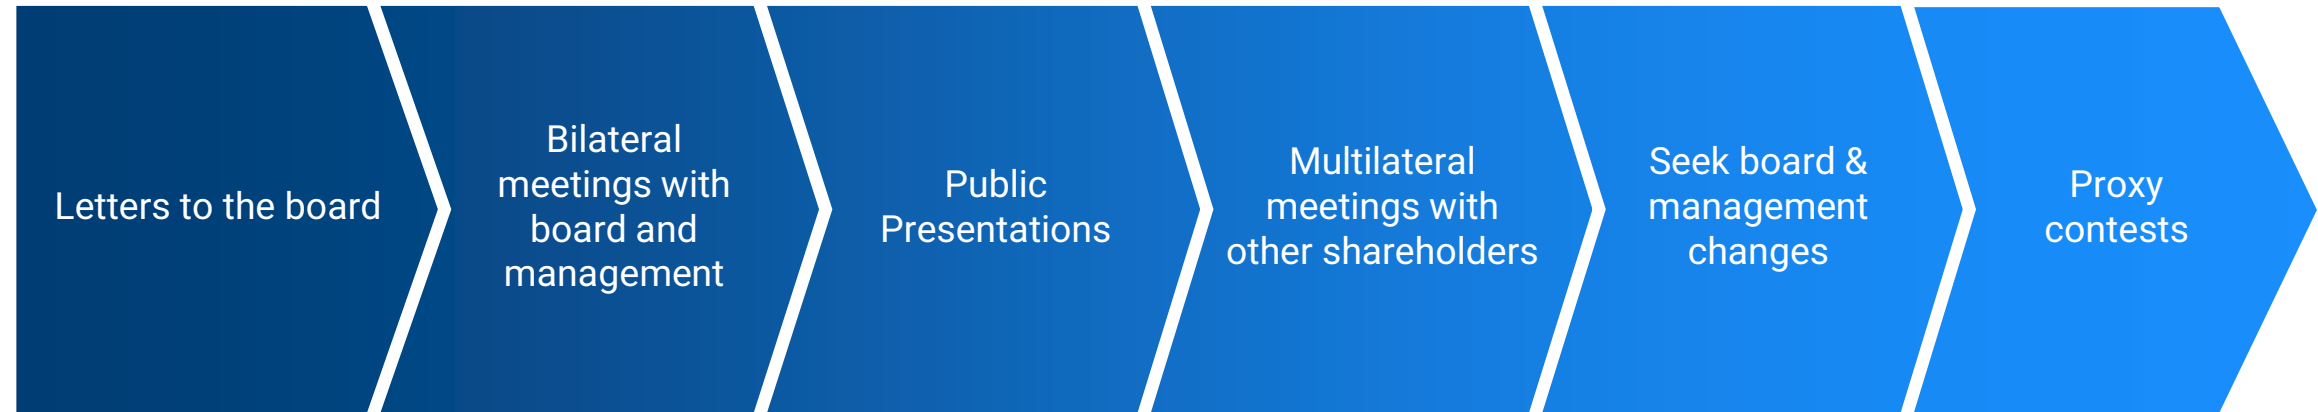 Letters to the board
Bilateral
meetings with
board and
management
Public
Presentations
Multilateral
meetings with
other shareholders
Seek board &
management
changes
Proxy
contests